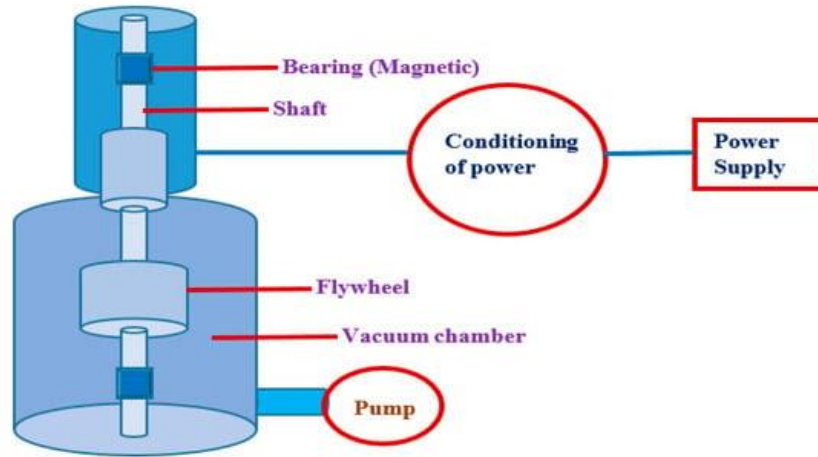 Bearing (Magnetic)
Shaft
Conditioning
of power
Power
Supply
Flywheel
Vacuum chamber
Pump